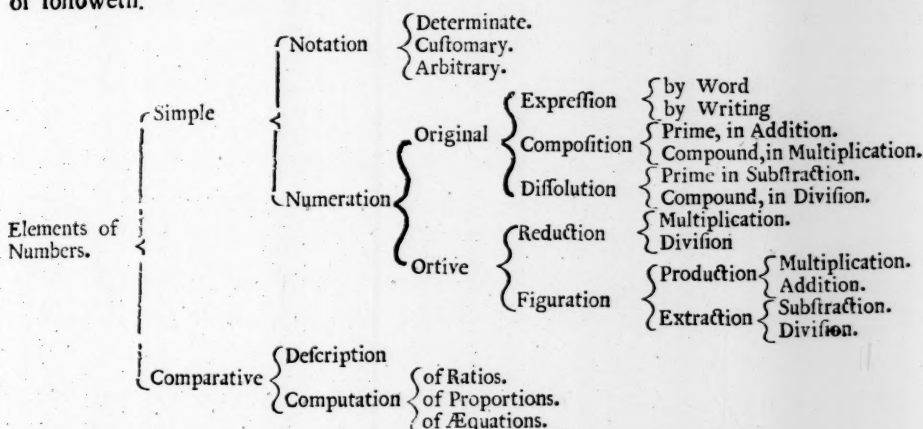 or followeth.
Determinate.
Notation
Cuſtomary.
Arbitrary.
by Word
Expreſſion
by Writing
Simple
Original
Prime, in Addition.
Compoſition
Compound, in Multiplication.
Prime in Subſtraction.
Diſſolution
Compound, in Diviſion.
Numeration
Elements of
Numbers.
Reduction
Multiplication.
Diviſion
Ortive
Multiplication.
Production
Addition.
Figuration
Subſtraction.
Extraction
Diviſion.
Deſcription
Comparative
of Ratios.
Computation
of Proportions.
of Æquations.